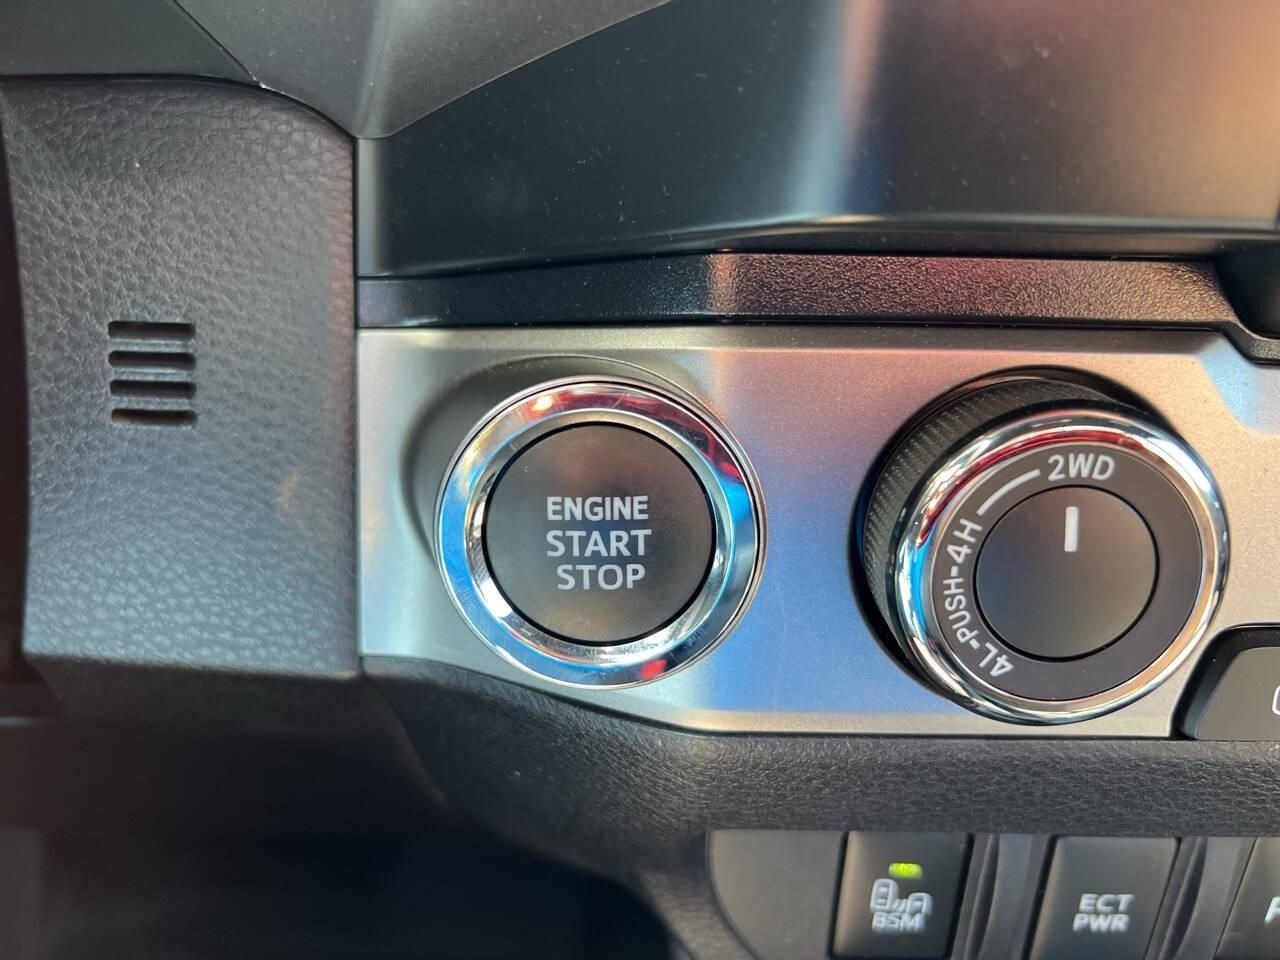 ENGINE
START
STOP
2WD
4L-PUSH-4H
BSM
ECT
PWR